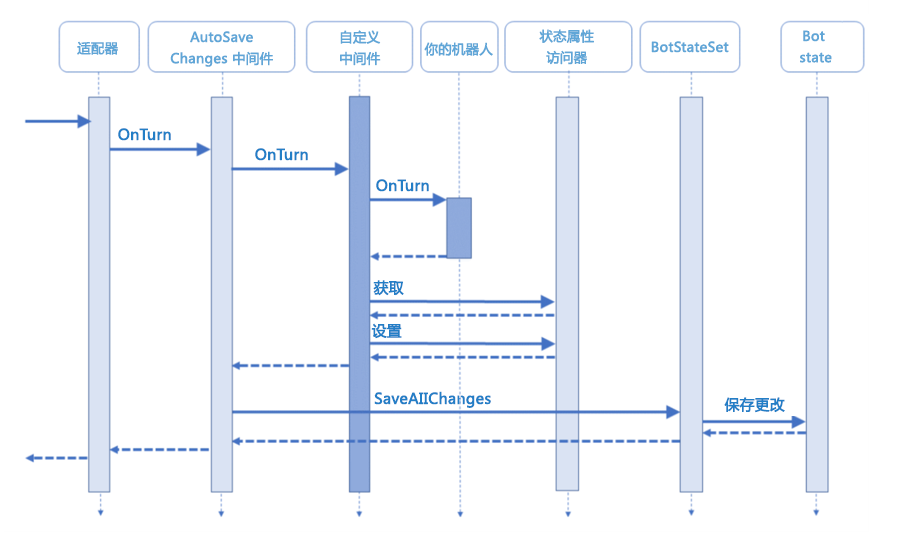 适配器
AutoSave
Changes 中间件
自定义
中间件
你的机器人
状态属性
访问器
BotStateSet
Bot
state
OnTurn
OnTurn
OnTurn
获取
设置
SaveAIIChanges
保存更改